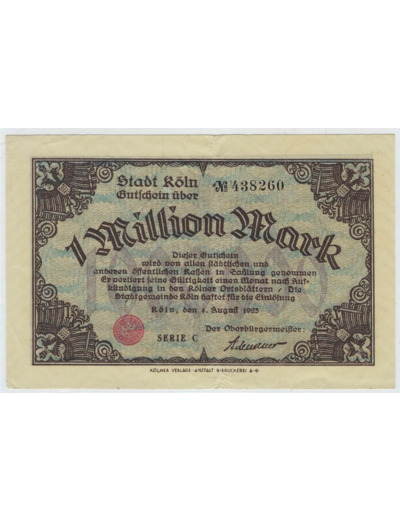 Stadt Köln
Gutschein über
№ 438260
1 Million Mark
Dieser Gutschein
wird von allen städtischen und
anderen öffentlichen Kassen in Zahlung genommen
Er verliert seine Gültigkeit einen Monat nach Auf-
kündigung in den Kölner Ortsblättern / Die
Stadtgemeinde Köln haftet für die Einlösung
Köln, den 1. August 1923
Der Oberbürgermeister:
SERIE C
Adenauer
KÖLNER VERLAGS-ANSTALT U·DRUCKEREI A-G